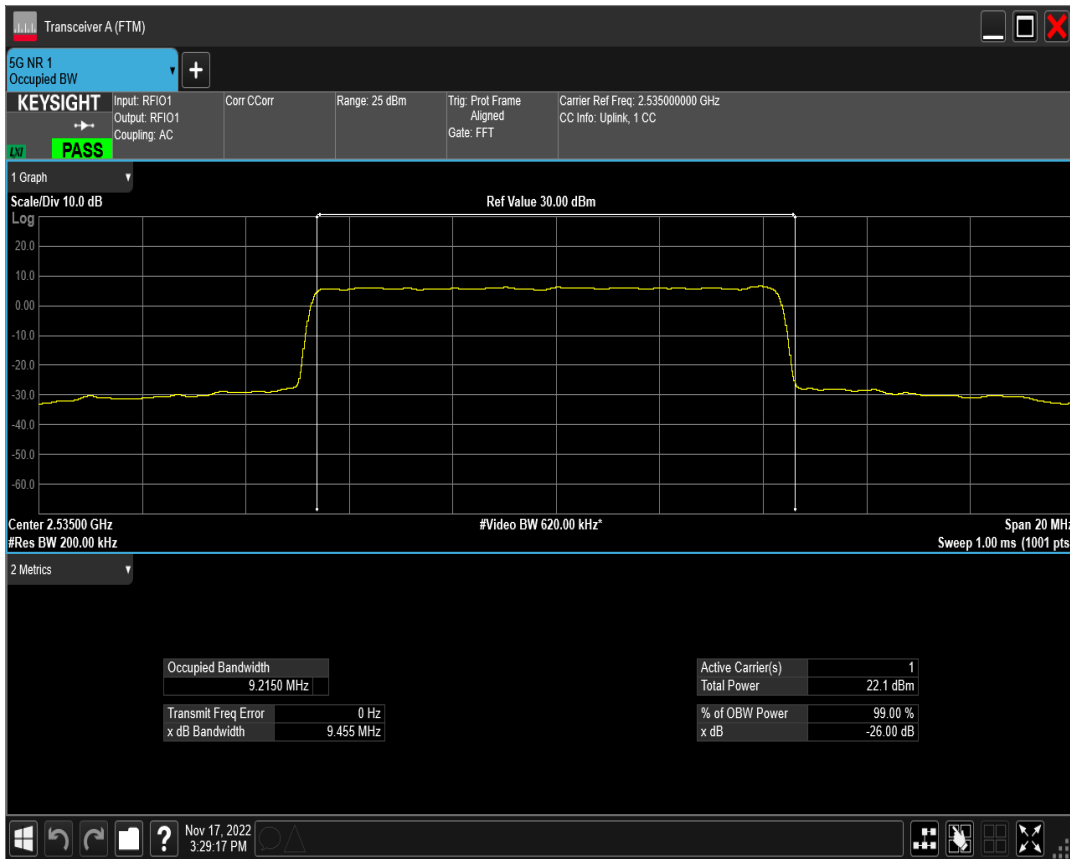 Transceiver A (FTM)
5G NR 1
Occupied BW
KEYSIGHT
LXI
PASS
Input: RFIO1
Output: RFIO1
Coupling: AC
Corr CCorr
Range: 25 dBm
Trig: Prot Frame
Aligned
Gate: FFT
Carrier Ref Freq: 2.535000000 GHz
CC Info: Uplink, 1 CC
1 Graph
Scale/Div 10.0 dB
Ref Value 30.00 dBm
Log
20.0
10.0
0.00
-10.0
-20.0
-30.0
-40.0
-50.0
-60.0
Center 2.53500 GHz
#Video BW 620.00 kHz*
Span 20 MHz
#Res BW 200.00 kHz
Sweep 1.00 ms (1001 pts
2 Metrics
Occupied Bandwidth
9.2150 MHz
Transmit Freq Error 0 Hz
x dB Bandwidth 9.455 MHz
Active Carrier(s) 1
Total Power 22.1 dBm
% of OBW Power 99.00 %
x dB -26.00 dB
?
Nov 17, 2022
3:29:17 PM